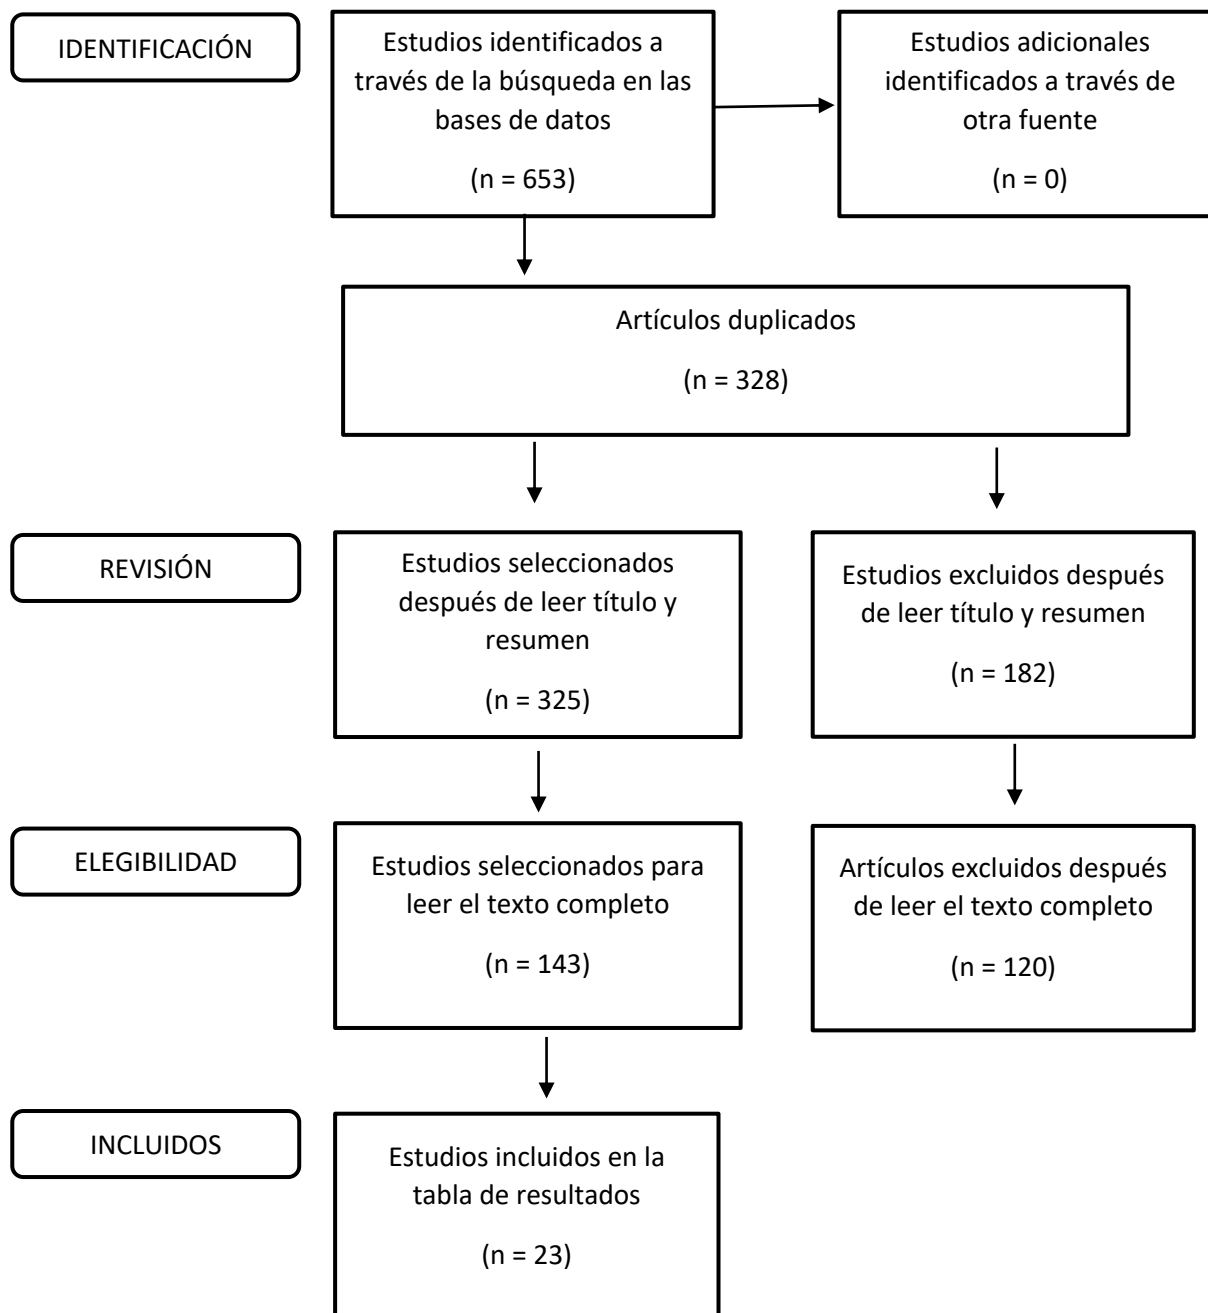 IDENTIFICACIÓN
Estudios identificados a
través de la búsqueda en las
bases de datos
(n = 653)
Estudios adicionales
identificados a través de
otra fuente
(n = 0)
Artículos duplicados
(n = 328)
REVISIÓN
Estudios seleccionados
después de leer título y
resumen
(n = 325)
Estudios excluidos después
de leer título y resumen
(n = 182)
ELEGIBILIDAD
Estudios seleccionados para
leer el texto completo
(n = 143)
Artículos excluidos después
de leer el texto completo
(n = 120)
INCLUIDOS
Estudios incluidos en la
tabla de resultados
(n = 23)